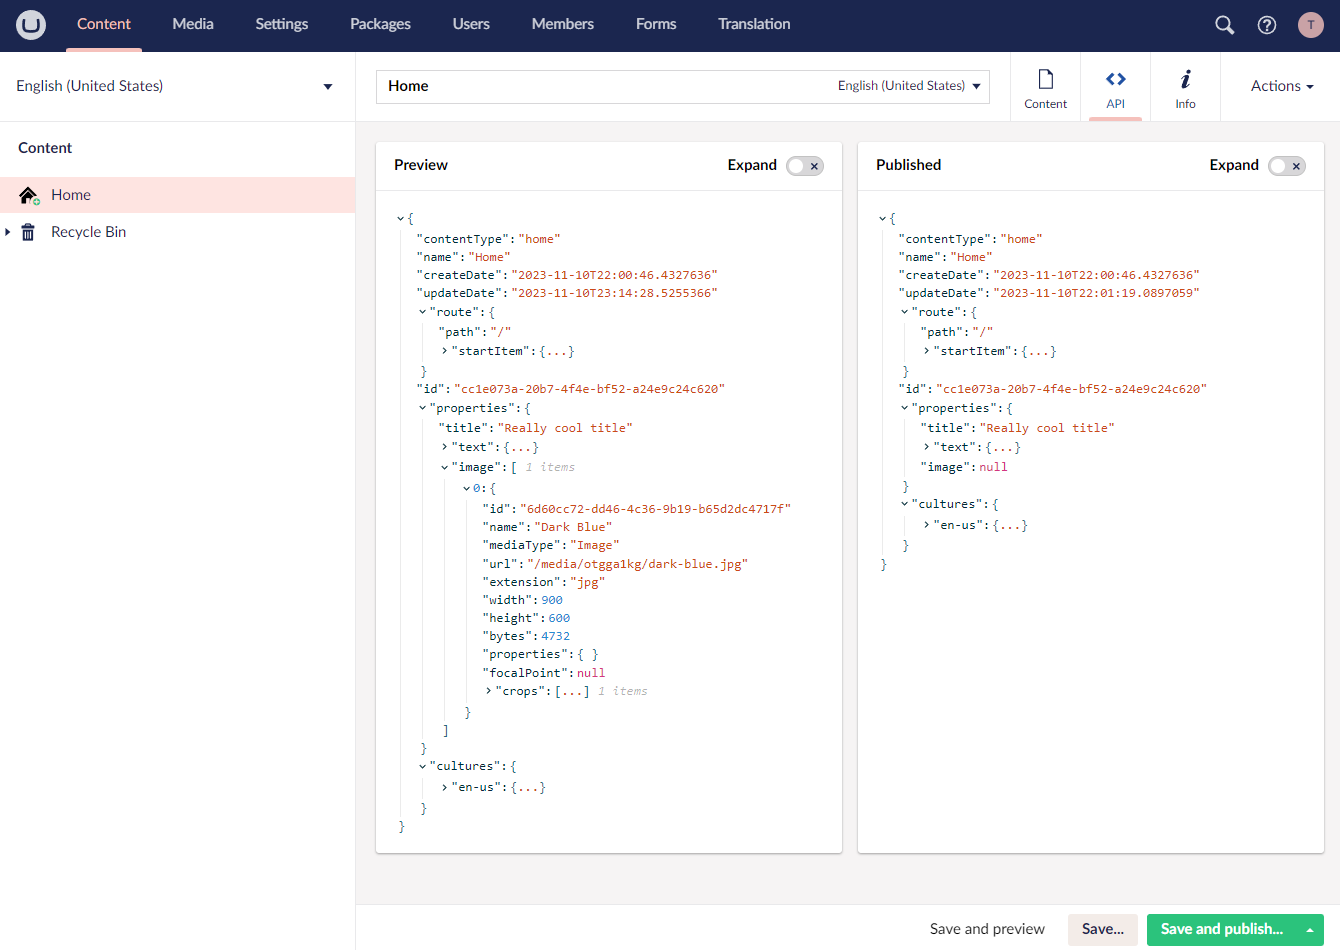 Content Media Settings Packages Users Members Forms Translation T
English (United States)
Home English (United States)
Content API Info Actions
Content
Home
Recycle Bin
Preview Expand
{
"contentType":"home"
"name":"Home"
"createDate":"2023-11-10T22:00:46.4327636"
"updateDate":"2023-11-10T23:14:28.5255366"
"route":{
"path":"/"
"startItem":{...}
}
"id":"cc1e073a-20b7-4f4e-bf52-a24e9c24c620"
"properties":{
"title":"Really cool title"
"text":{...}
"image":[ 1 items
0:{
"id":"6d60cc72-dd46-4c36-9b19-b65d2dc4717f"
"name":"Dark Blue"
"mediaType":"Image"
"url":"/media/otgga1kg/dark-blue.jpg"
"extension":"jpg"
"width":900
"height":600
"bytes":4732
"properties":{ }
"focalPoint":null
"crops":[...] 1 items
}
]
}
"cultures":{
"en-us":{...}
}
}
Published Expand
{
"contentType":"home"
"name":"Home"
"createDate":"2023-11-10T22:00:46.4327636"
"updateDate":"2023-11-10T22:01:19.0897059"
"route":{
"path":"/"
"startItem":{...}
}
"id":"cc1e073a-20b7-4f4e-bf52-a24e9c24c620"
"properties":{
"title":"Really cool title"
"text":{...}
"image":null
}
"cultures":{
"en-us":{...}
}
}
Save and preview Save... Save and publish...